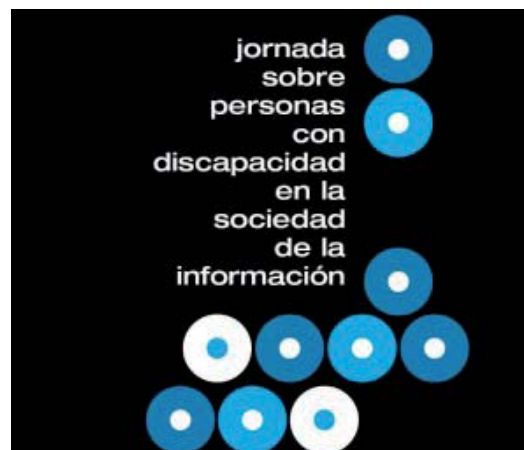 jornada
sobre
personas
con
discapacidad
en la
sociedad
de la
información